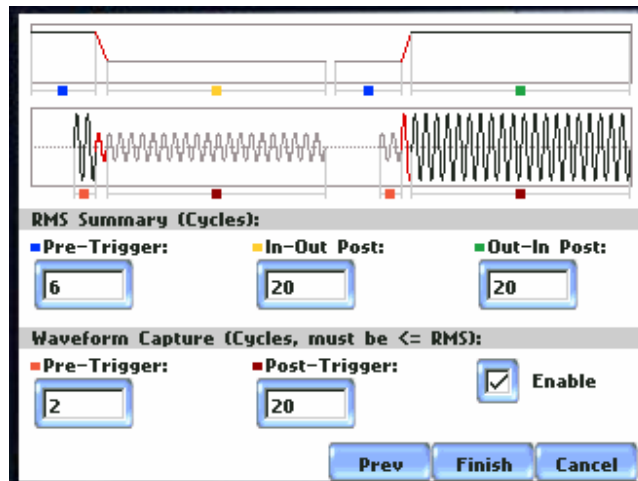 RMS Summary (Cycles):
Pre-Trigger: In-Out Post: Out-In Post:
6 20 20
Waveform Capture (Cycles, must be <= RMS):
Pre-Trigger: Post-Trigger:
2 20 Enable
Prev Finish Cancel